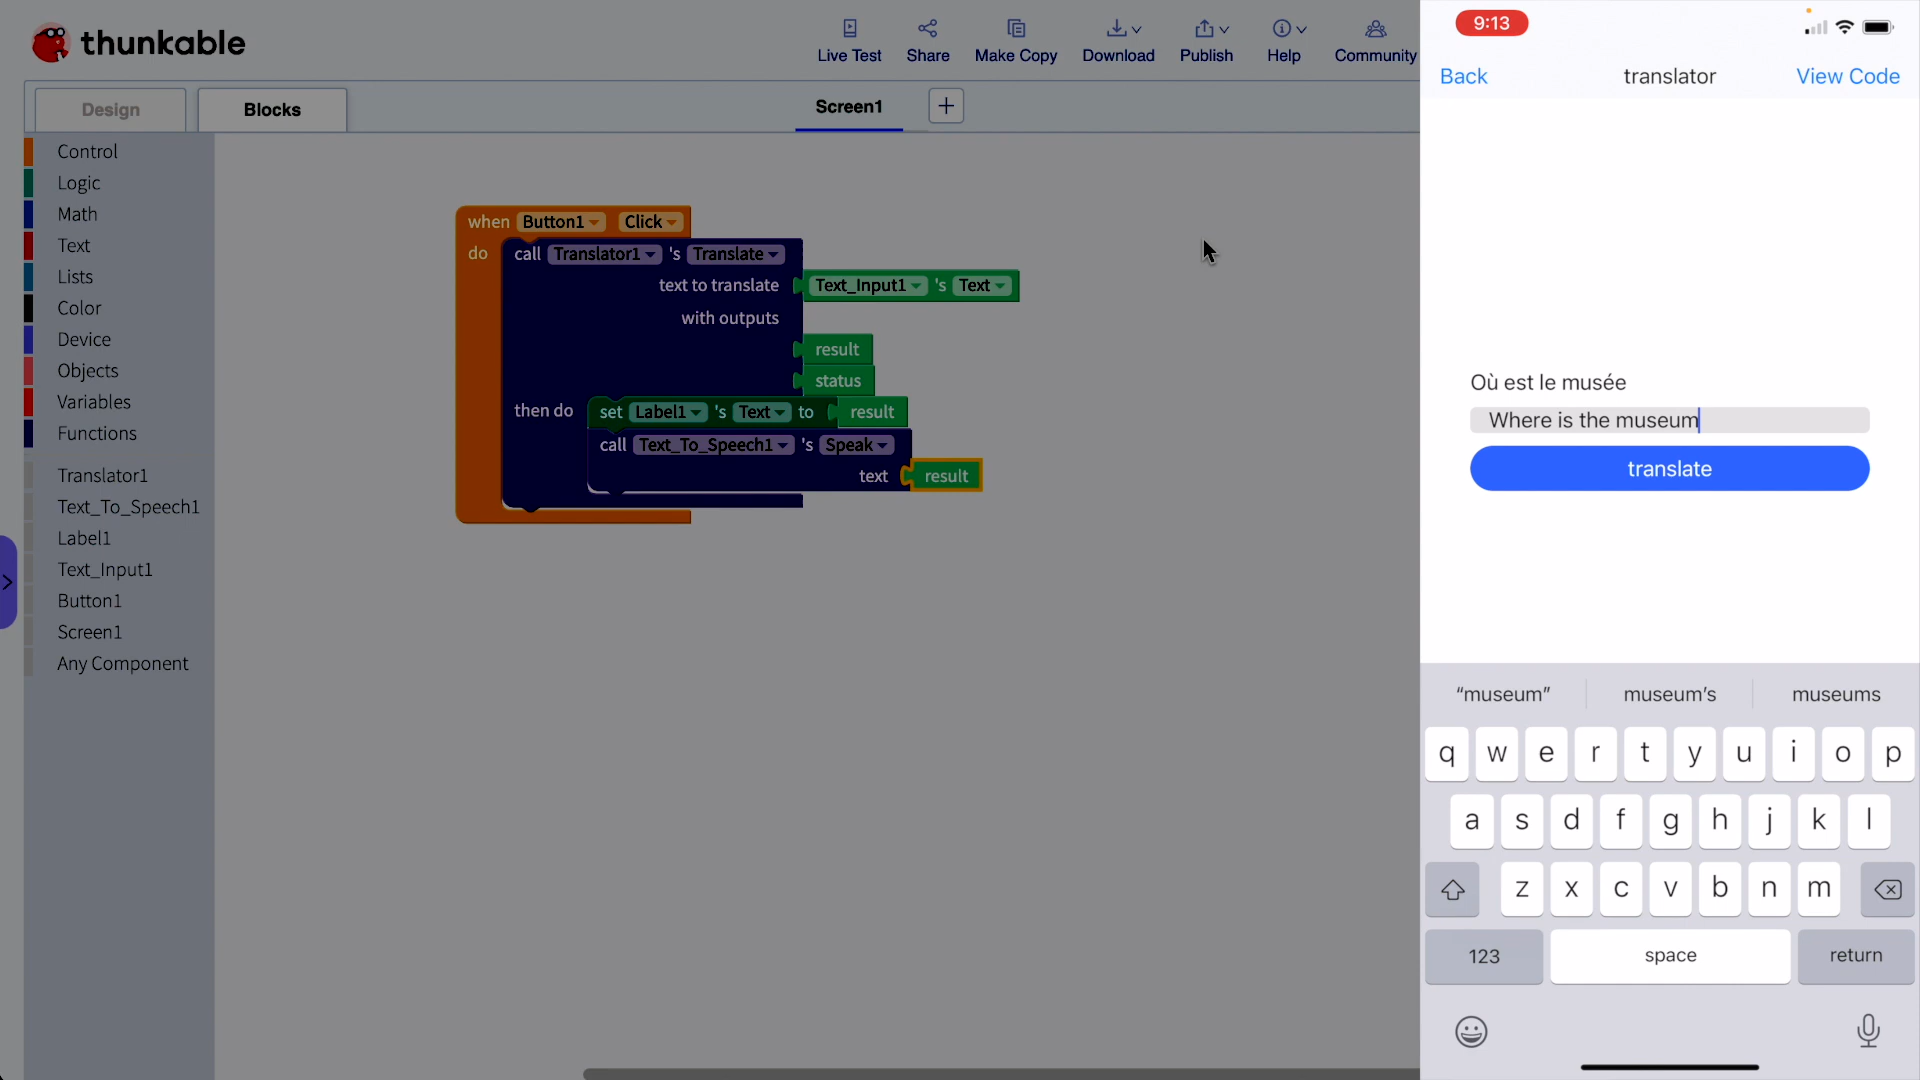 thunkable
Live Test
Share
Make Copy
Download
Publish
Help
Community
Design
Blocks
Screen1
Control
Logic
Math
Text
Lists
Color
Device
Objects
Variables
Functions
Translator1
Text_To_Speech1
Label1
Text_Input1
Button1
Screen1
Any Component
when Button1 Click
do call Translator1 's Translate
text to translate Text_Input1 's Text
with outputs
result
status
then do set Label1 's Text to result
call Text_To_Speech1 's Speak
text result
9:13
Back translator View Code
Où est le musée
Where is the museum
translate
“museum” museum's museums
q w e r t y u i o p
a s d f g h j k l
z x c v b n m
123 space return